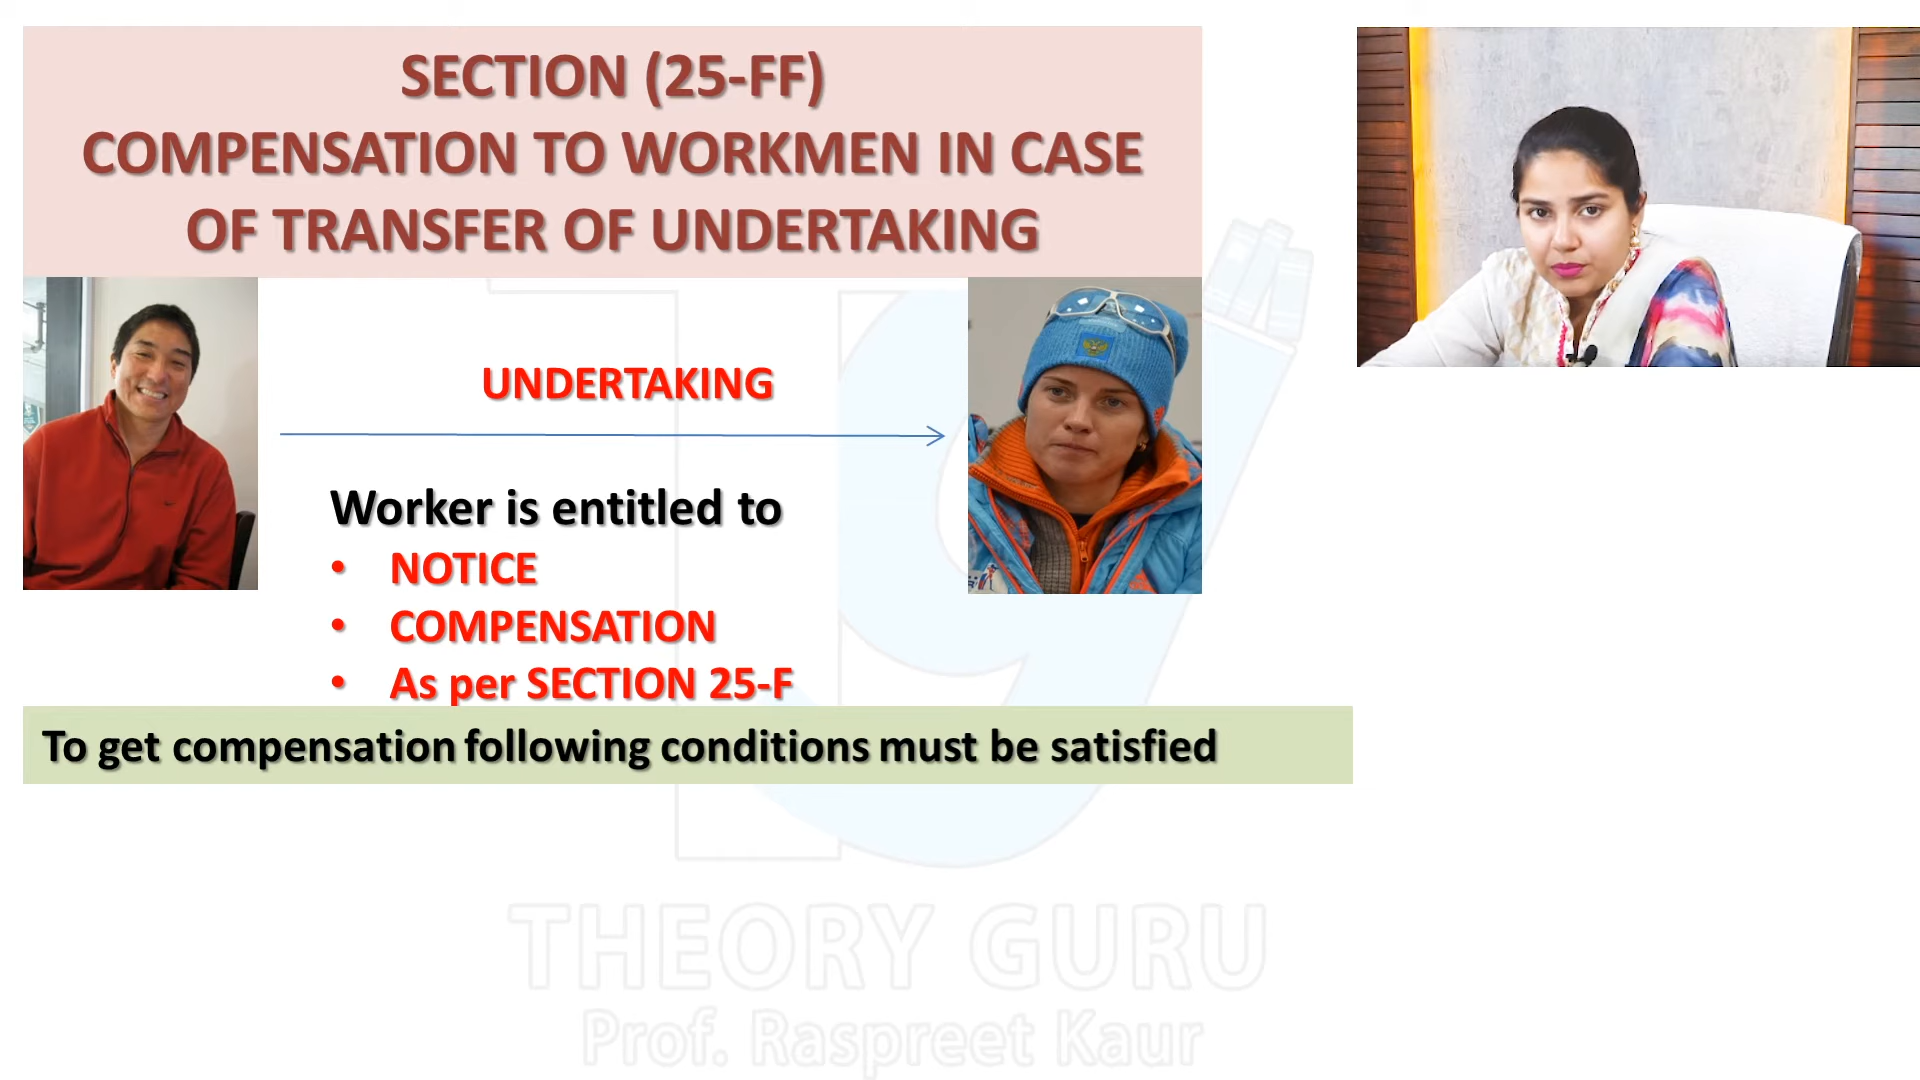 SECTION (25-FF)
COMPENSATION TO WORKMEN IN CASE
OF TRANSFER OF UNDERTAKING
UNDERTAKING
Worker is entitled to
• NOTICE
• COMPENSATION
• As per SECTION 25-F
To get compensation following conditions must be satisfied
THEORY GURU
Prof. Raspreet Kaur